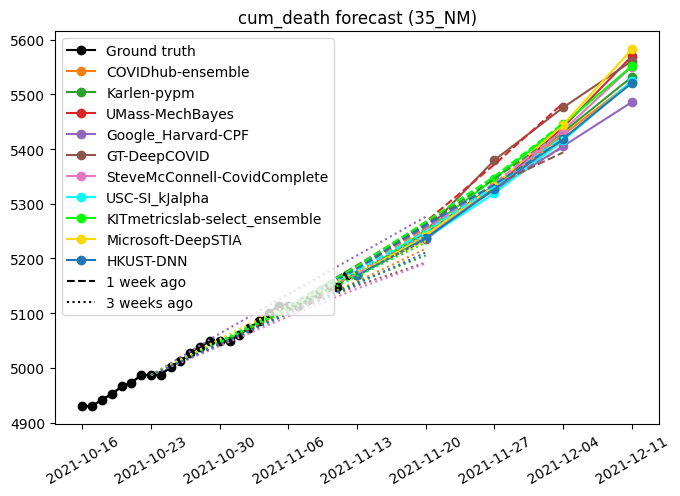 cum_death forecast (35_NM)
5600
5500
5400
5300
5200
5100
5000
4900
Ground truth
COVIDhub-ensemble
Karlen-pypm
UMass-MechBayes
Google_Harvard-CPF
GT-DeepCOVID
SteveMcConnell-CovidComplete
USC-SI_kJalpha
KITmetricslab-select_ensemble
Microsoft-DeepSTIA
HKUST-DNN
1 week ago
3 weeks ago
2021-10-16
2021-10-23
2021-10-30
2021-11-06
2021-11-13
2021-11-20
2021-11-27
2021-12-04
2021-12-11